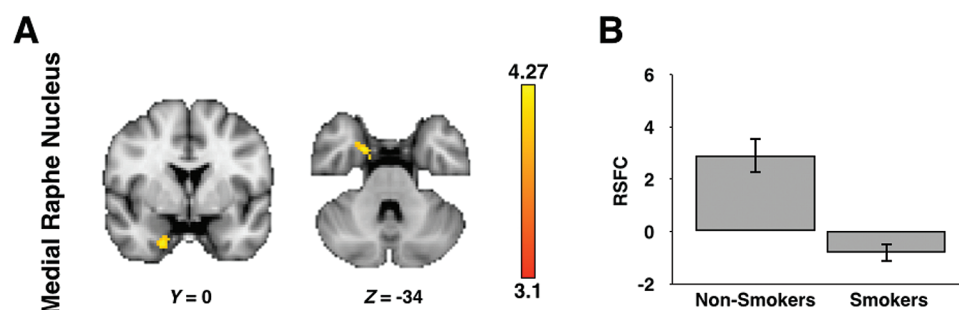 A
Medial Raphe Nucleus
Y = 0
Z = -34
4.27
3.1
B
RSFC
6
4
2
0
-2
Non-Smokers
Smokers